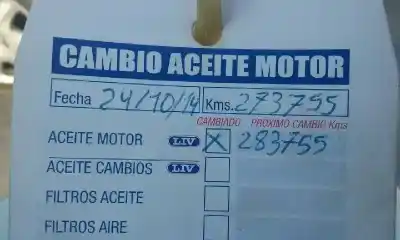 CAMBIO ACEITE MOTOR
Fecha 24/10/14 Kms. 273755
CAMBIADO PROXIMO CAMBIO Kms
ACEITE MOTOR LIV X 283755
ACEITE CAMBIOS LIV
FILTROS ACEITE
FILTROS AIRE